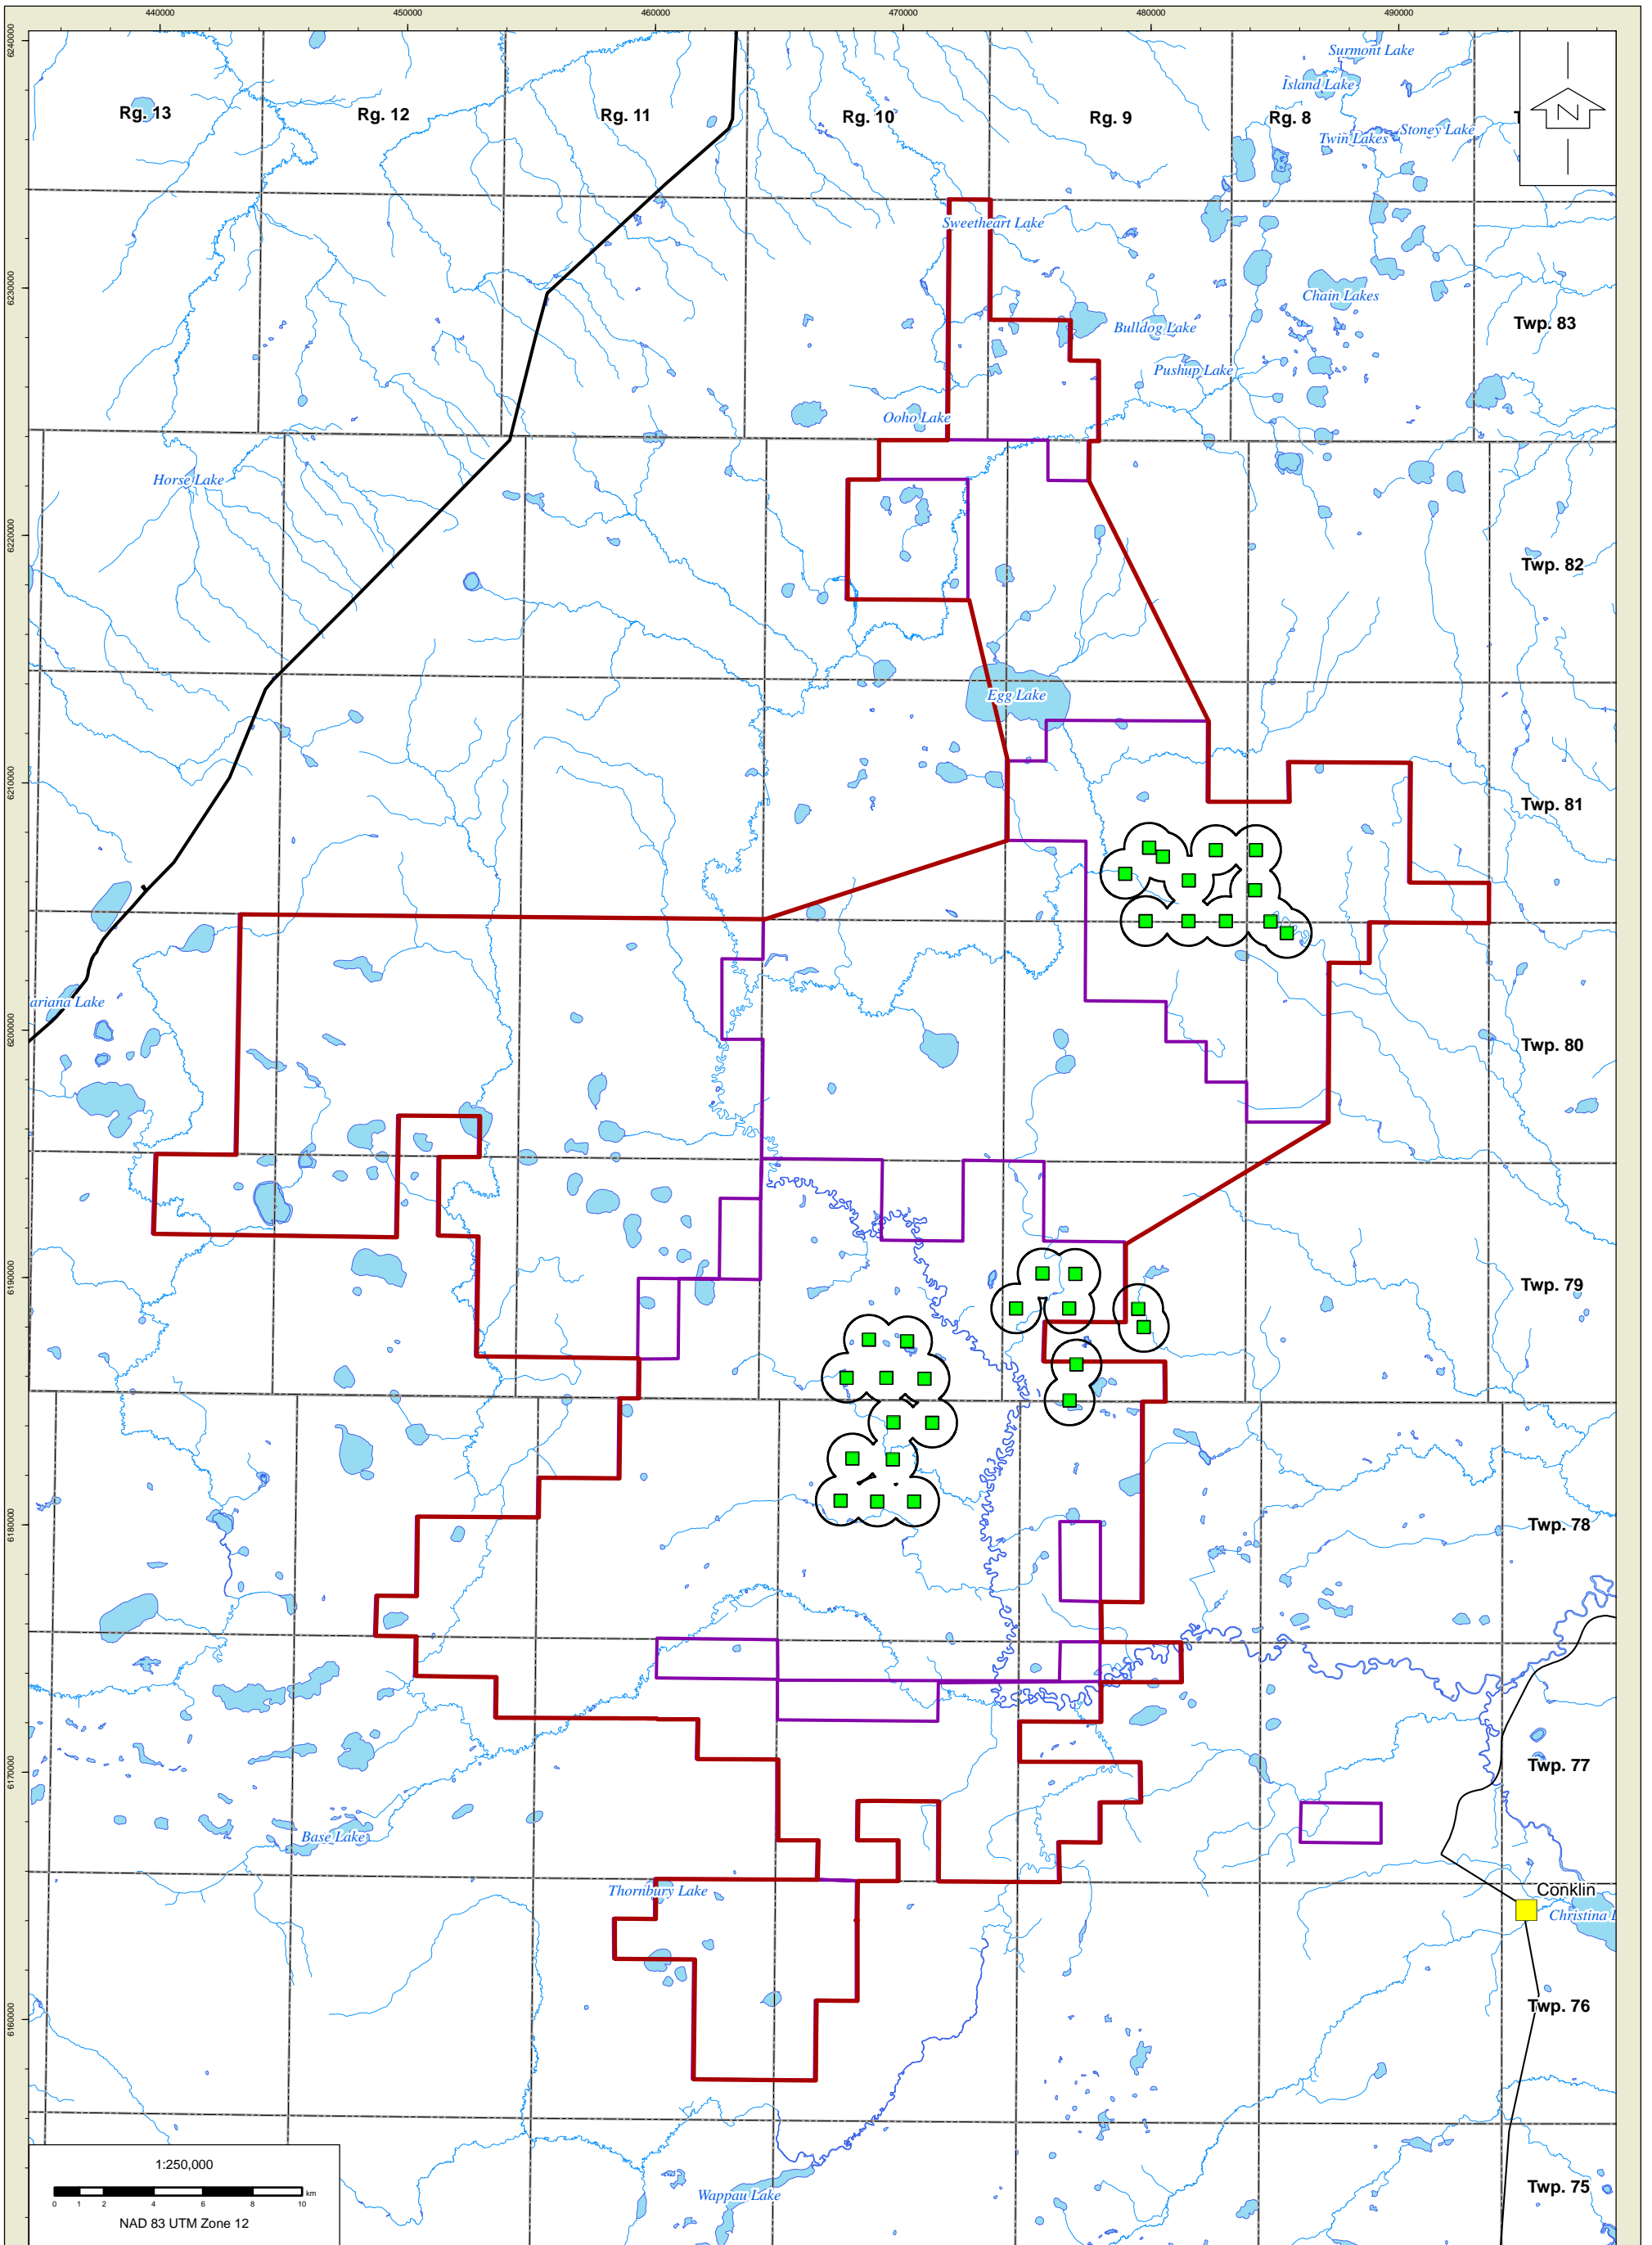 440000 450000 460000 470000 480000 490000
6240000
Surmont Lake
Island Lake
Rg. 13 Rg. 12 Rg. 11 Rg. 10 Rg. 9 Rg. 8
N
Twin Lakes Stoney Lake
Sweetheart Lake
6230000
Chain Lakes
Bulldog Lake
Twp. 83
Pushup Lake
Ooho Lake
Horse Lake
6220000
Twp. 82
Egg Lake
6210000
Twp. 81
ariana Lake
6200000
Twp. 80
6190000
Twp. 79
6180000
Twp. 78
6170000
Twp. 77
Base Lake
Thornbury Lake
Conklin
Christina L
6160000
Twp. 76
1:250,000
Twp. 75
Wappau Lake
0 1 2 4 6 8 10 km
NAD 83 UTM Zone 12